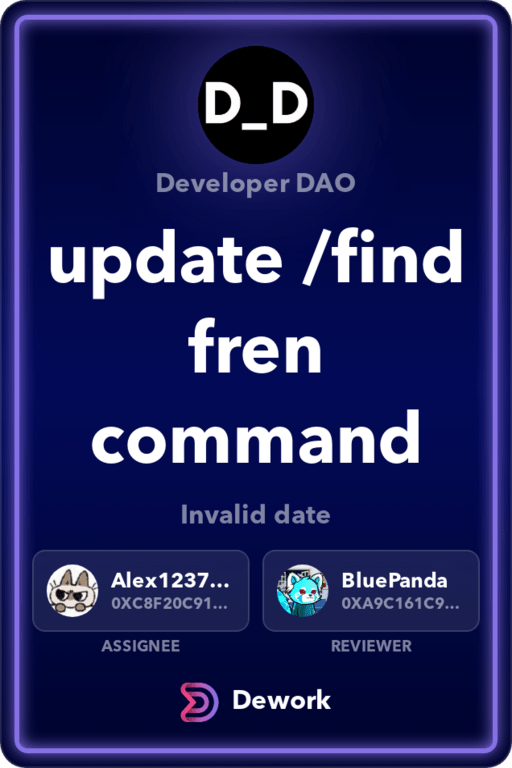 D_D
Developer DAO
update /find
fren
command
Invalid date
Alex1237...
0XC8F20C91...
BluePanda
0XA9C161C9...
ASSIGNEE
REVIEWER
Dework